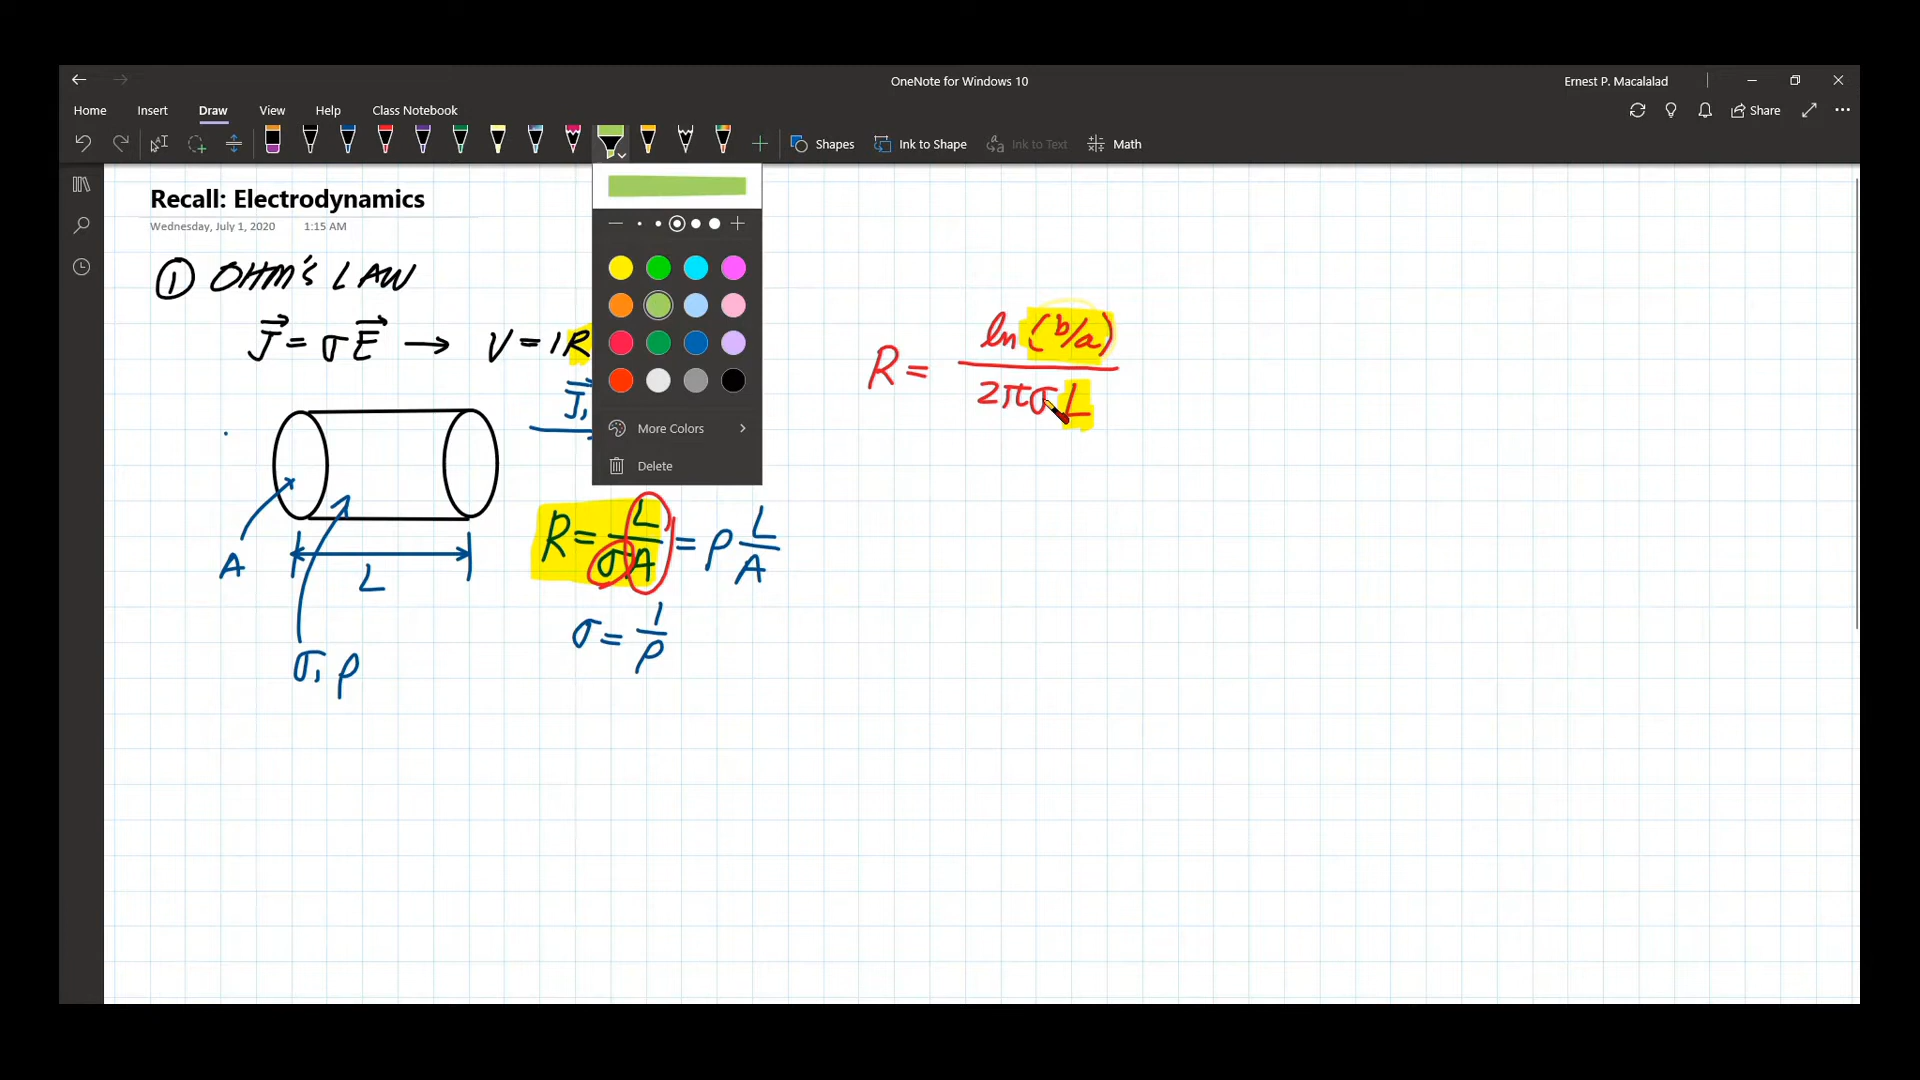 OneNote for Windows 10
Ernest P. Macalalad
Home Insert Draw View Help Class Notebook
Share
Shapes Ink to Shape Ink to Text Math
Recall: Electrodynamics
Wednesday, July 1, 2020 1:15 AM
① OHM'S LAW
J⃗ = σE⃗ → V = IR
J⃗,
More Colors
Delete
R = ln(b/a) / 2πσL
R = L/σA = ρ L/A
A
L
σ = 1/ρ
σ, ρ